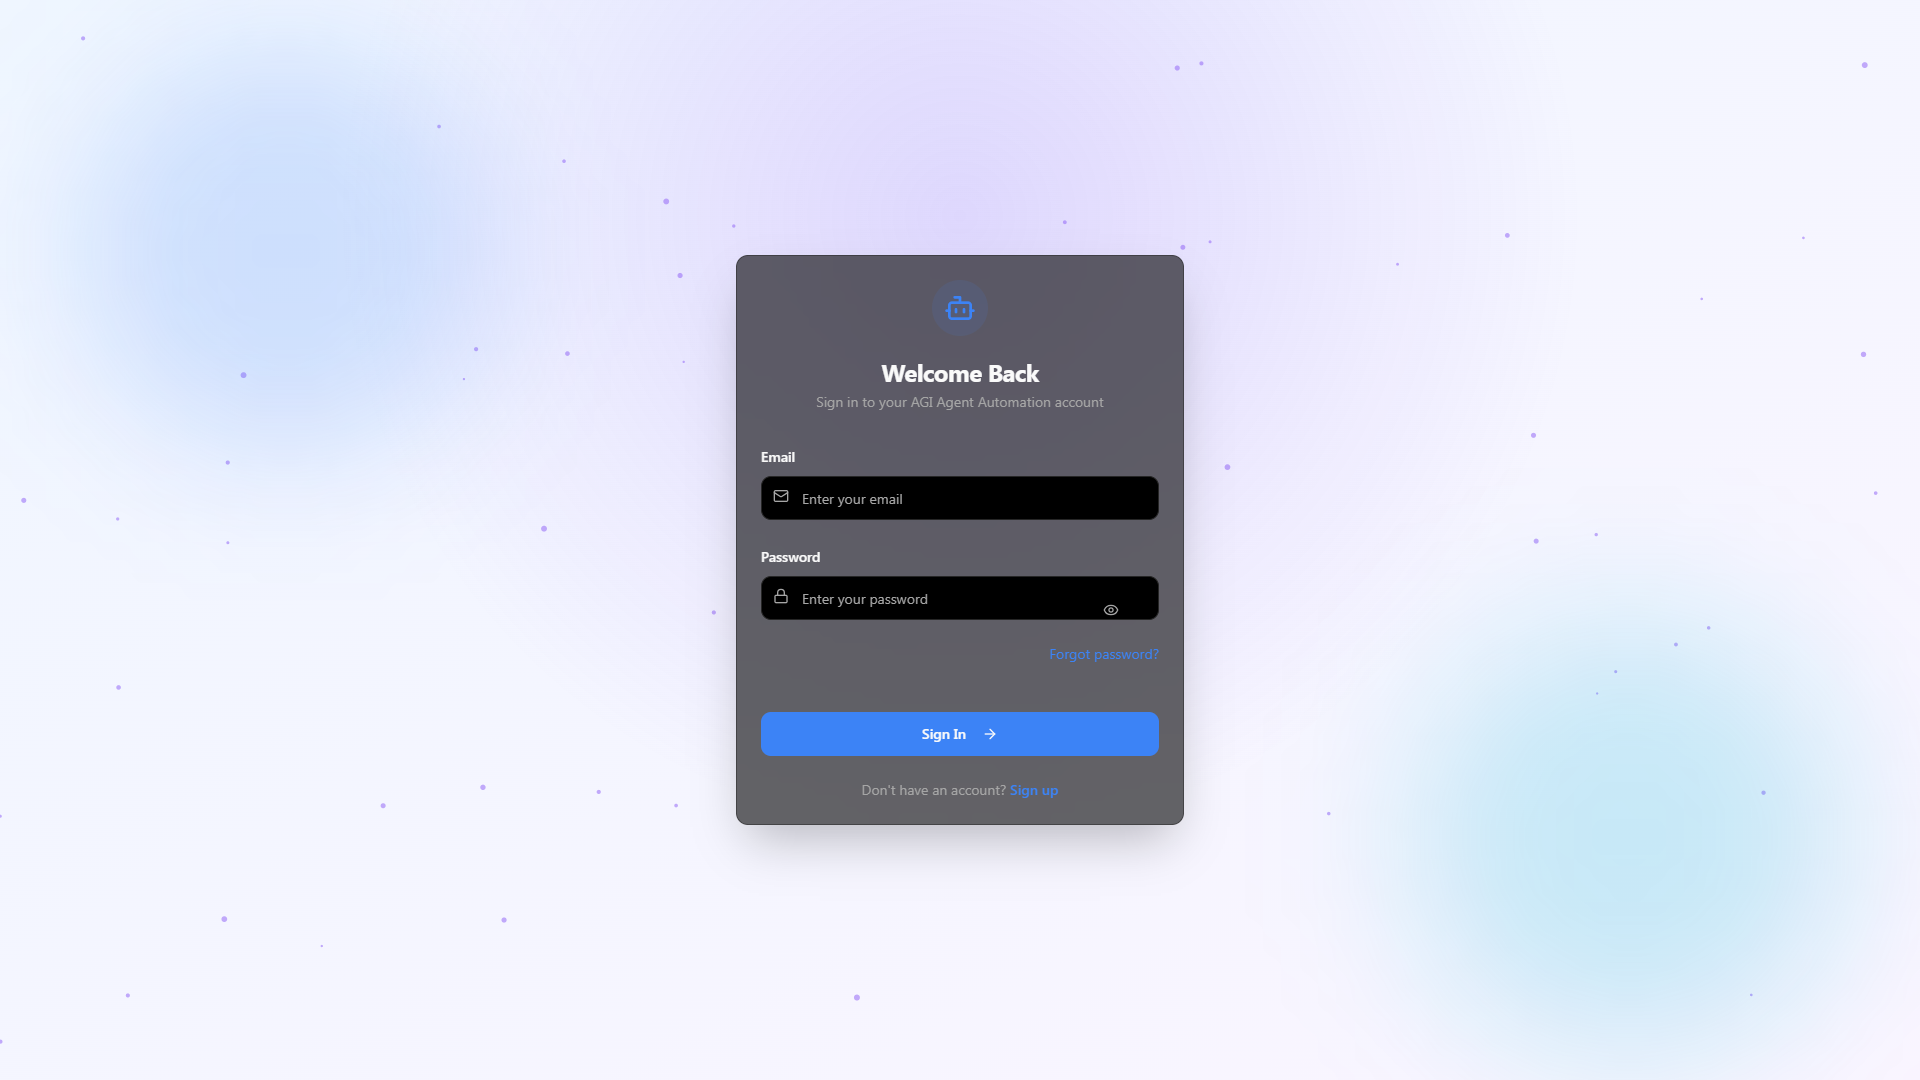 Welcome Back
Sign in to your AGI Agent Automation account
Email
Enter your email
Password
Enter your password
Forgot password?
Sign In
Don't have an account? Sign up